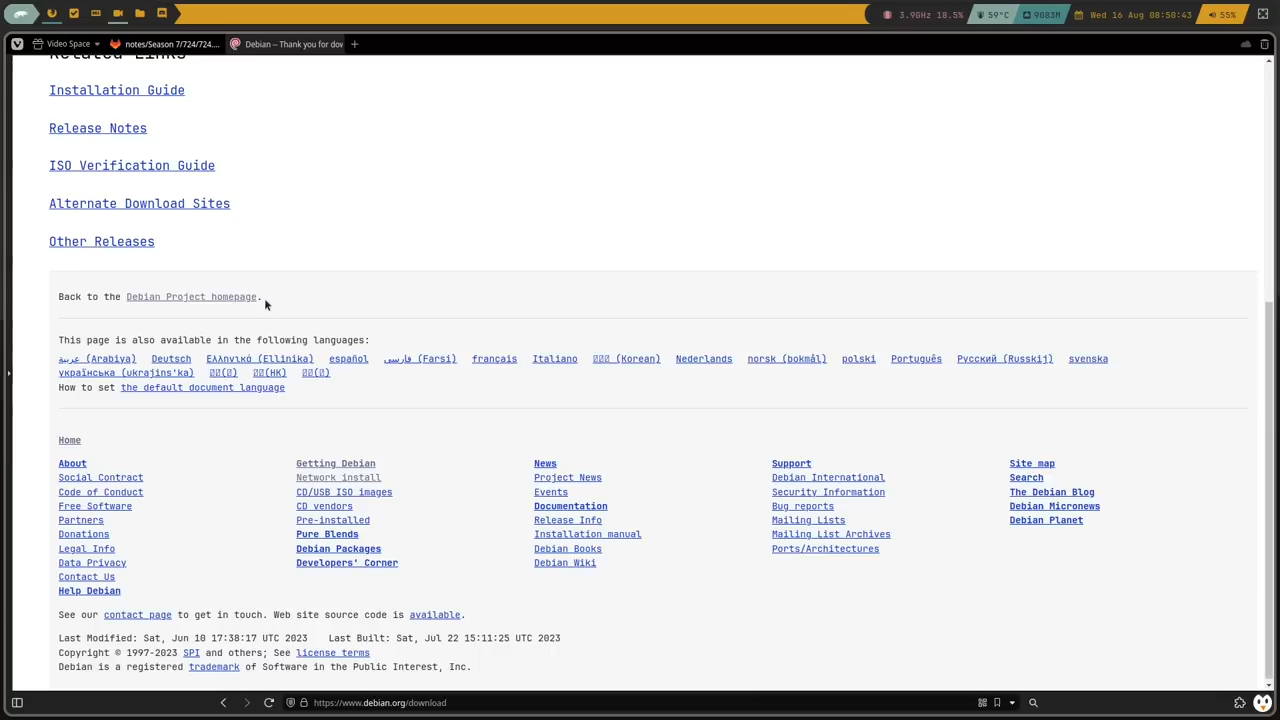 3.9GHz 18.5% 59°C 9083M Wed 16 Aug 08:50:43 55%
Video Space notes/Season 7/724/724.... Debian -- Thank you for dow
Related Links
Installation Guide
Release Notes
ISO Verification Guide
Alternate Download Sites
Other Releases
Back to the Debian Project homepage.
This page is also available in the following languages:
عربية (Arabiya) Deutsch Ελληνικά (Ellinika) español فارسی (Farsi) français Italiano (Korean) Nederlands norsk (bokmål) polski Português Русский (Russkij) svenska
українська (ukrajins'ka) (HK)
How to set the default document language
Home
About Getting Debian News Support Site map
Social Contract Network install Project News Debian International Search
Code of Conduct CD/USB ISO images Events Security Information The Debian Blog
Free Software CD vendors Documentation Bug reports Debian Micronews
Partners Pre-installed Release Info Mailing Lists Debian Planet
Donations Pure Blends Installation manual Mailing List Archives
Legal Info Debian Packages Debian Books Ports/Architectures
Data Privacy Developers' Corner Debian Wiki
Contact Us
Help Debian
See our contact page to get in touch. Web site source code is available.
Last Modified: Sat, Jun 10 17:38:17 UTC 2023 Last Built: Sat, Jul 22 15:11:25 UTC 2023
Copyright © 1997-2023 SPI and others; See license terms
Debian is a registered trademark of Software in the Public Interest, Inc.
https://www.debian.org/download